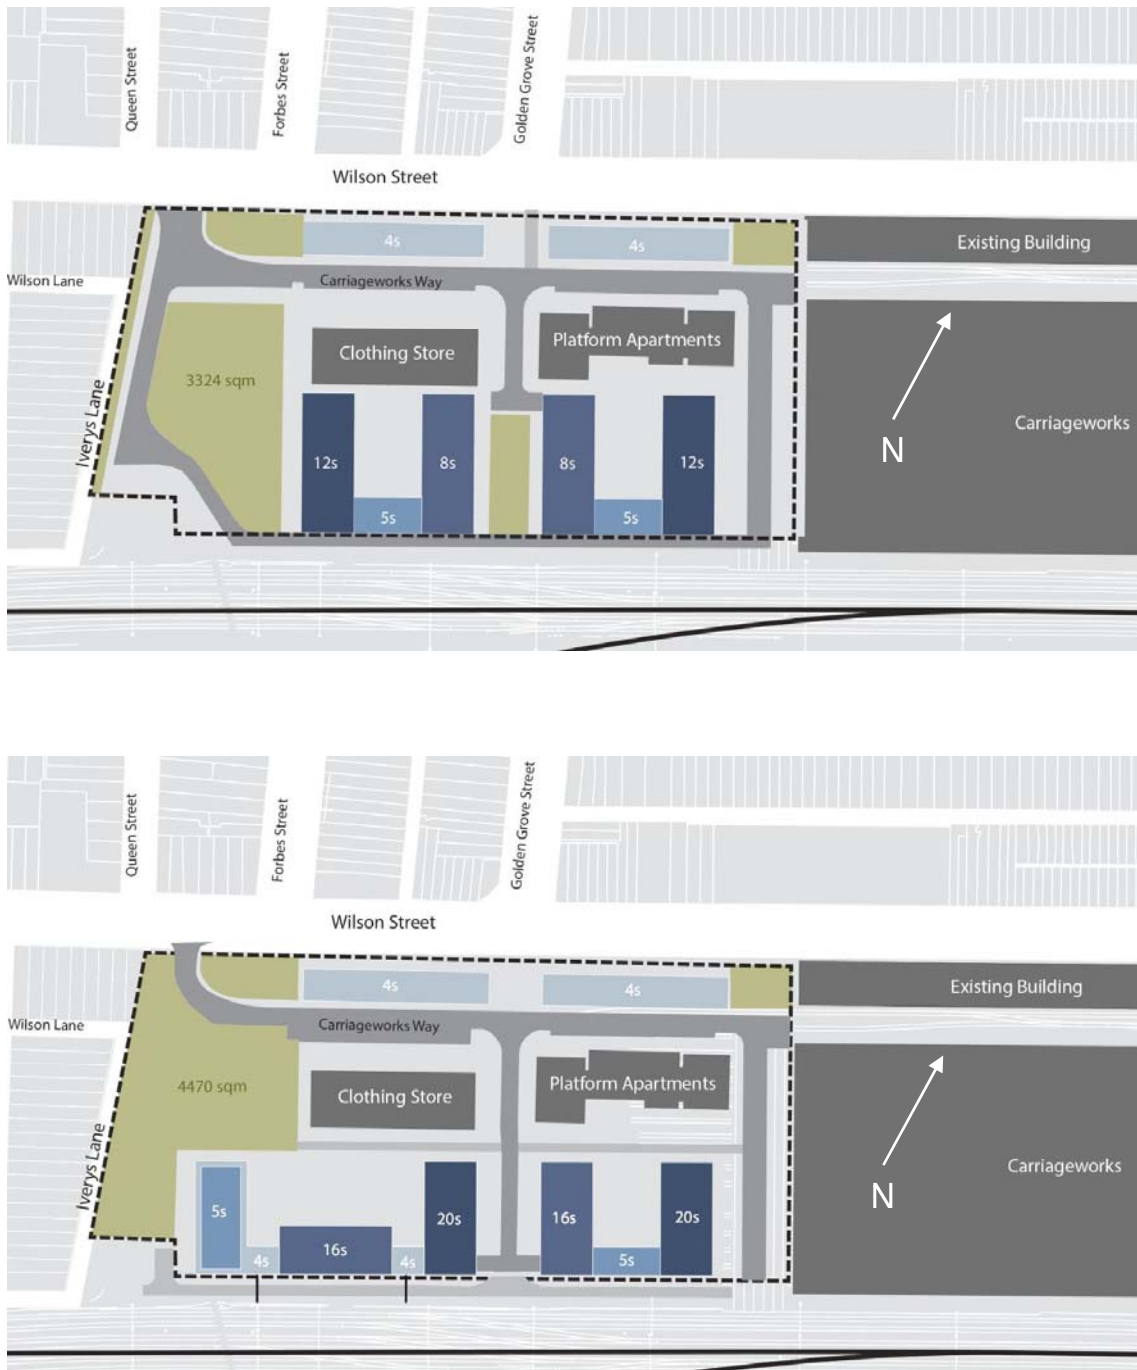 Queen Street
Forbes Street
Golden Grove Street
Wilson Street
4s
4s
Existing Building
Wilson Lane
Carriageworks Way
Clothing Store
Platform Apartments
3324 sqm
Iverys Lane
Carriageworks
N
12s
8s
8s
12s
5s
5s
Queen Street
Forbes Street
Golden Grove Street
Wilson Street
4s
4s
Existing Building
Wilson Lane
Carriageworks Way
4470 sqm
Clothing Store
Platform Apartments
Iverys Lane
Carriageworks
N
5s
20s
16s
20s
16s
4s
4s
5s